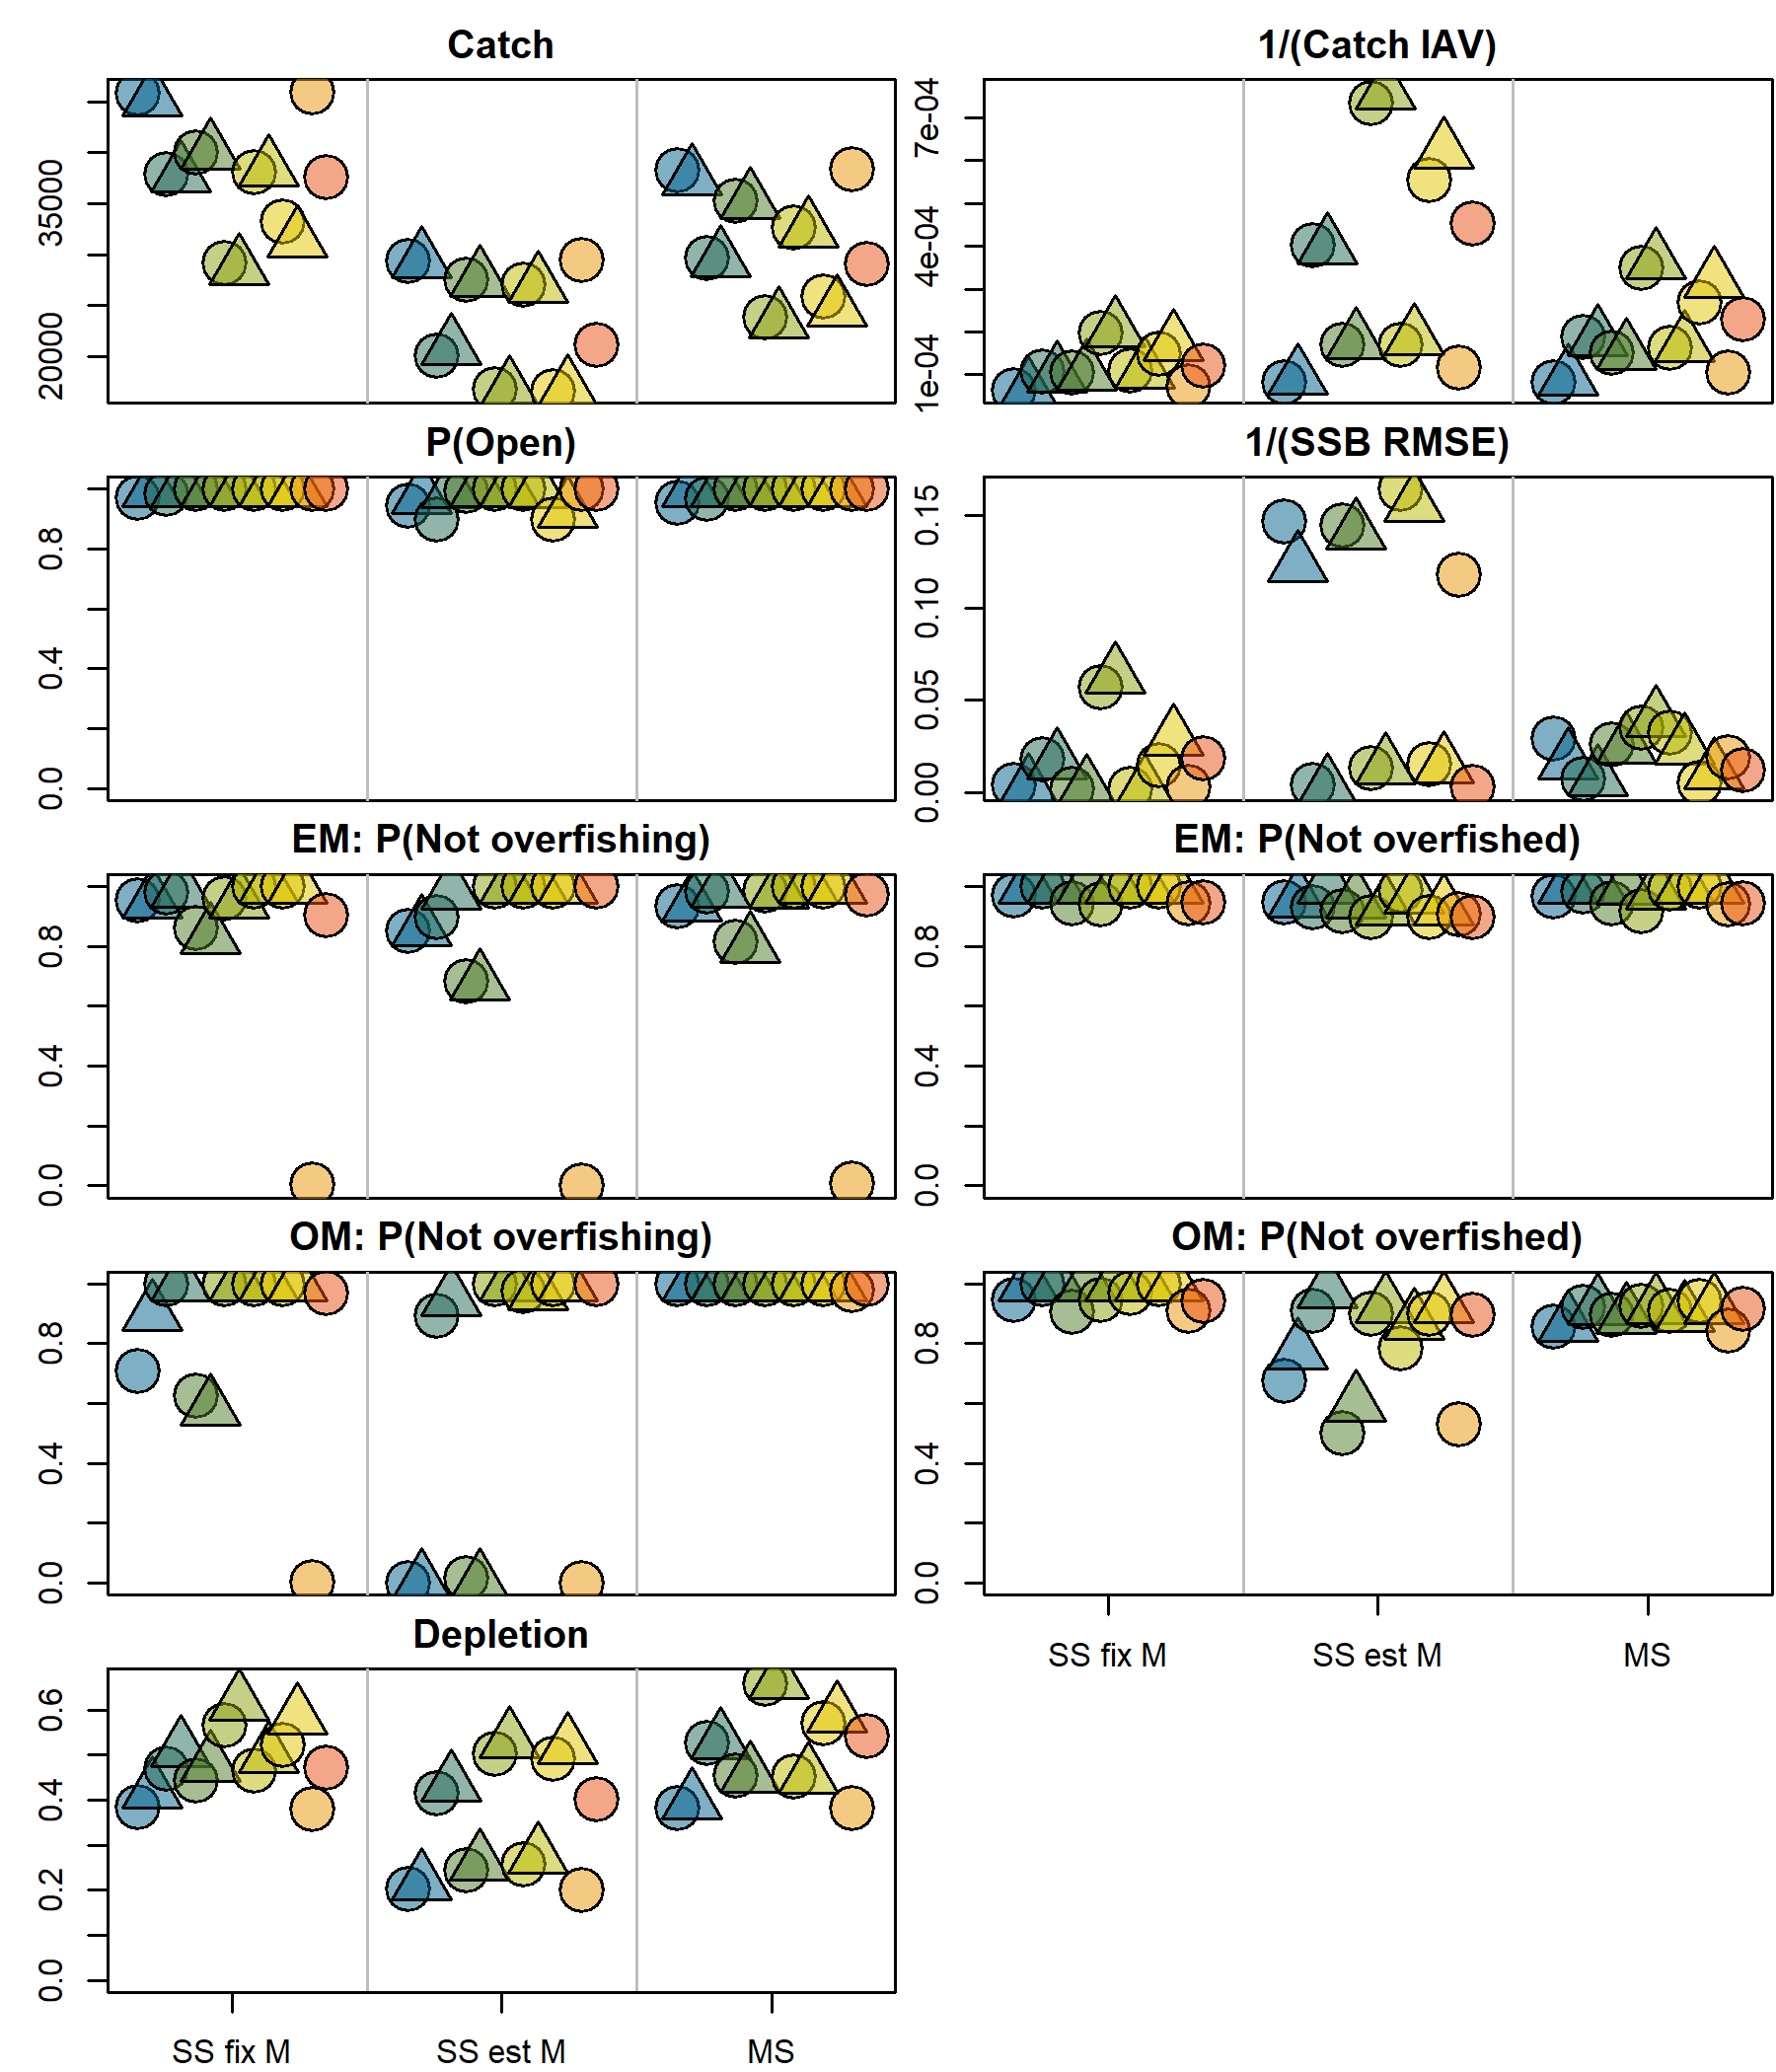 Catch
1/(Catch IAV)
20000 35000
1e-04 4e-04 7e-04
P(Open)
1/(SSB RMSE)
0.0 0.4 0.8
0.00 0.05 0.10 0.15
EM: P(Not overfishing)
EM: P(Not overfished)
0.0 0.4 0.8
0.0 0.4 0.8
OM: P(Not overfishing)
OM: P(Not overfished)
0.0 0.4 0.8
0.0 0.4 0.8
SS fix M SS est M MS
Depletion
0.0 0.2 0.4 0.6
SS fix M SS est M MS